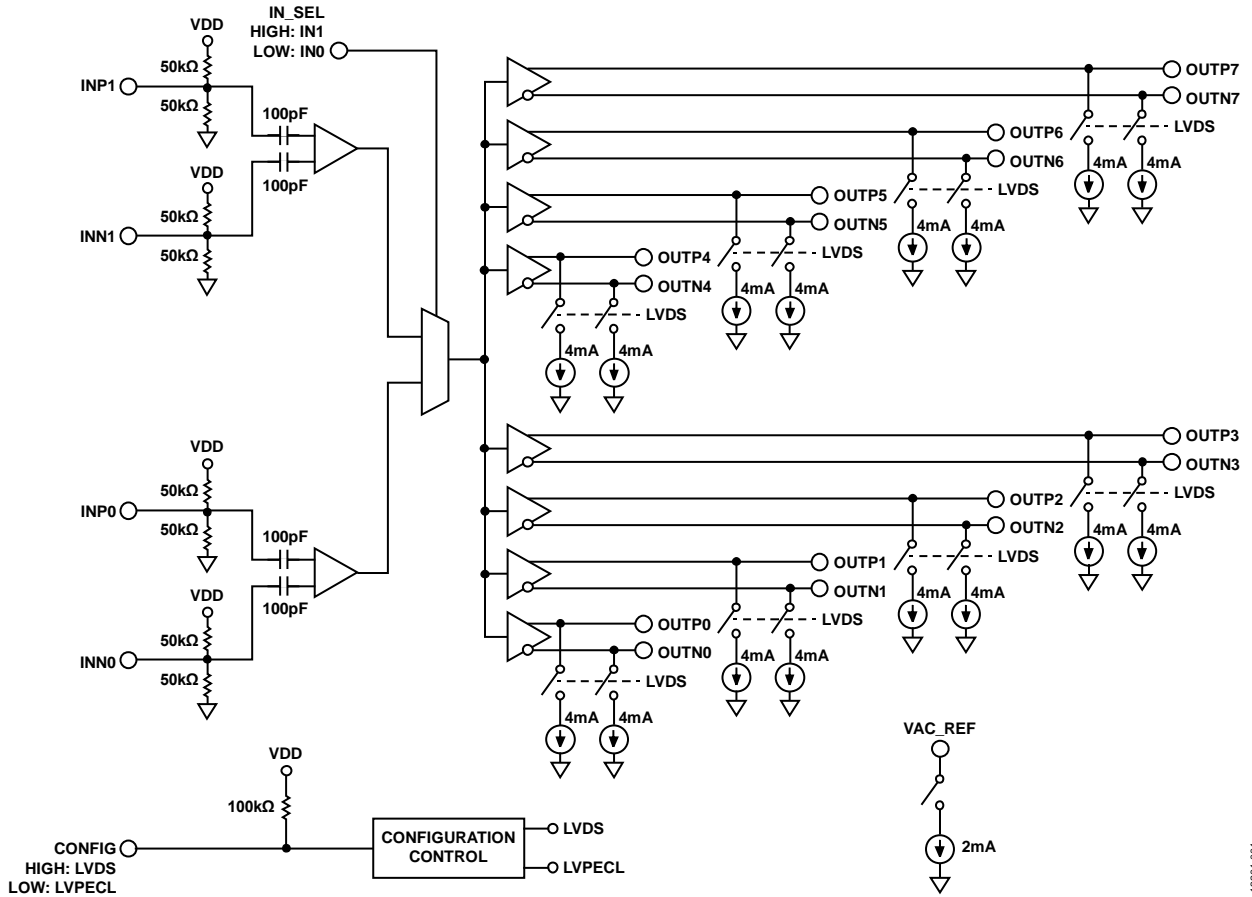 IN_SEL
HIGH: IN1
LOW: IN0
VDD
50kΩ
INP1
50kΩ
100pF
100pF
VDD
50kΩ
INN1
50kΩ
OUTP7
OUTN7
LVDS
4mA
4mA
OUTP6
OUTN6
LVDS
4mA
4mA
OUTP5
OUTN5
LVDS
4mA
4mA
OUTP4
OUTN4
LVDS
4mA
4mA
VDD
50kΩ
INP0
50kΩ
100pF
100pF
VDD
50kΩ
INN0
50kΩ
OUTP3
OUTN3
LVDS
4mA
4mA
OUTP2
OUTN2
LVDS
4mA
4mA
OUTP1
OUTN1
LVDS
4mA
4mA
OUTP0
OUTN0
LVDS
4mA
4mA
VDD
100kΩ
CONFIG
HIGH: LVDS
LOW: LVPECL
CONFIGURATION
CONTROL
LVDS
LVPECL
VAC_REF
2mA